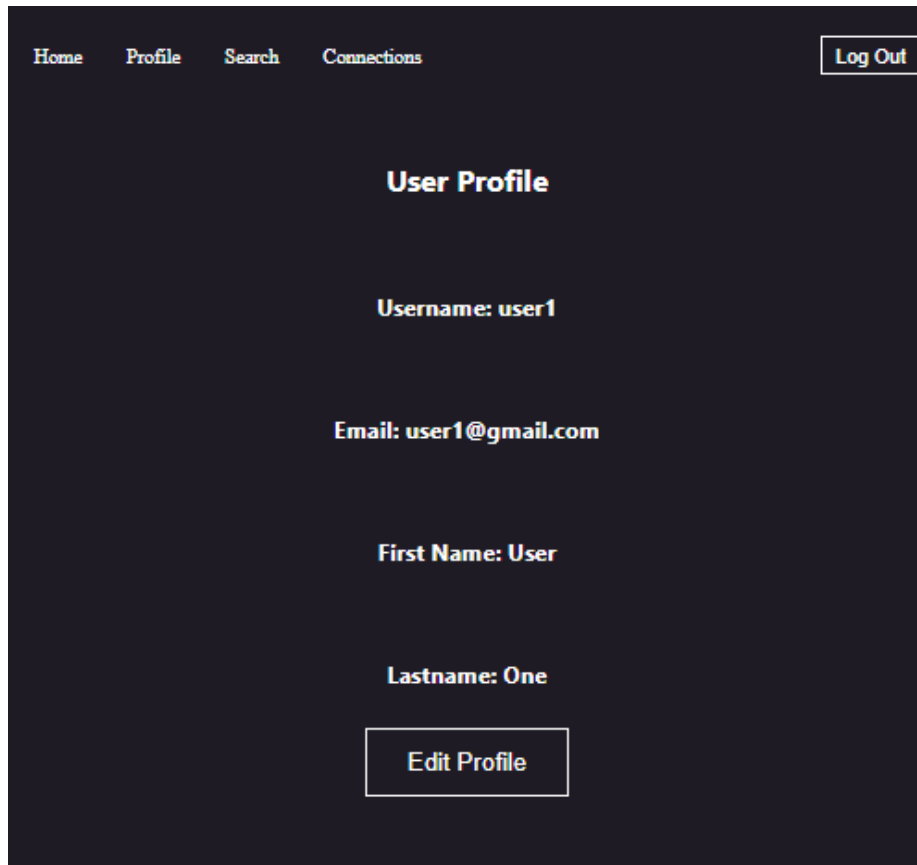 Home Profile Search Connections Log Out
User Profile
Username: user1
Email: user1@gmail.com
First Name: User
Lastname: One
Edit Profile